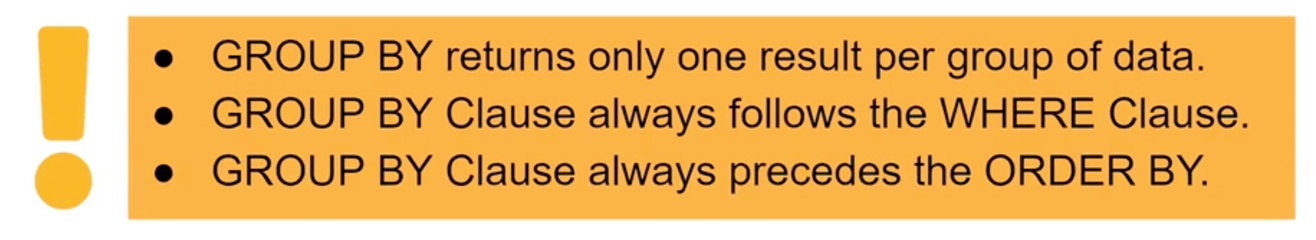 ● GROUP BY returns only one result per group of data.
● GROUP BY Clause always follows the WHERE Clause.
● GROUP BY Clause always precedes the ORDER BY.